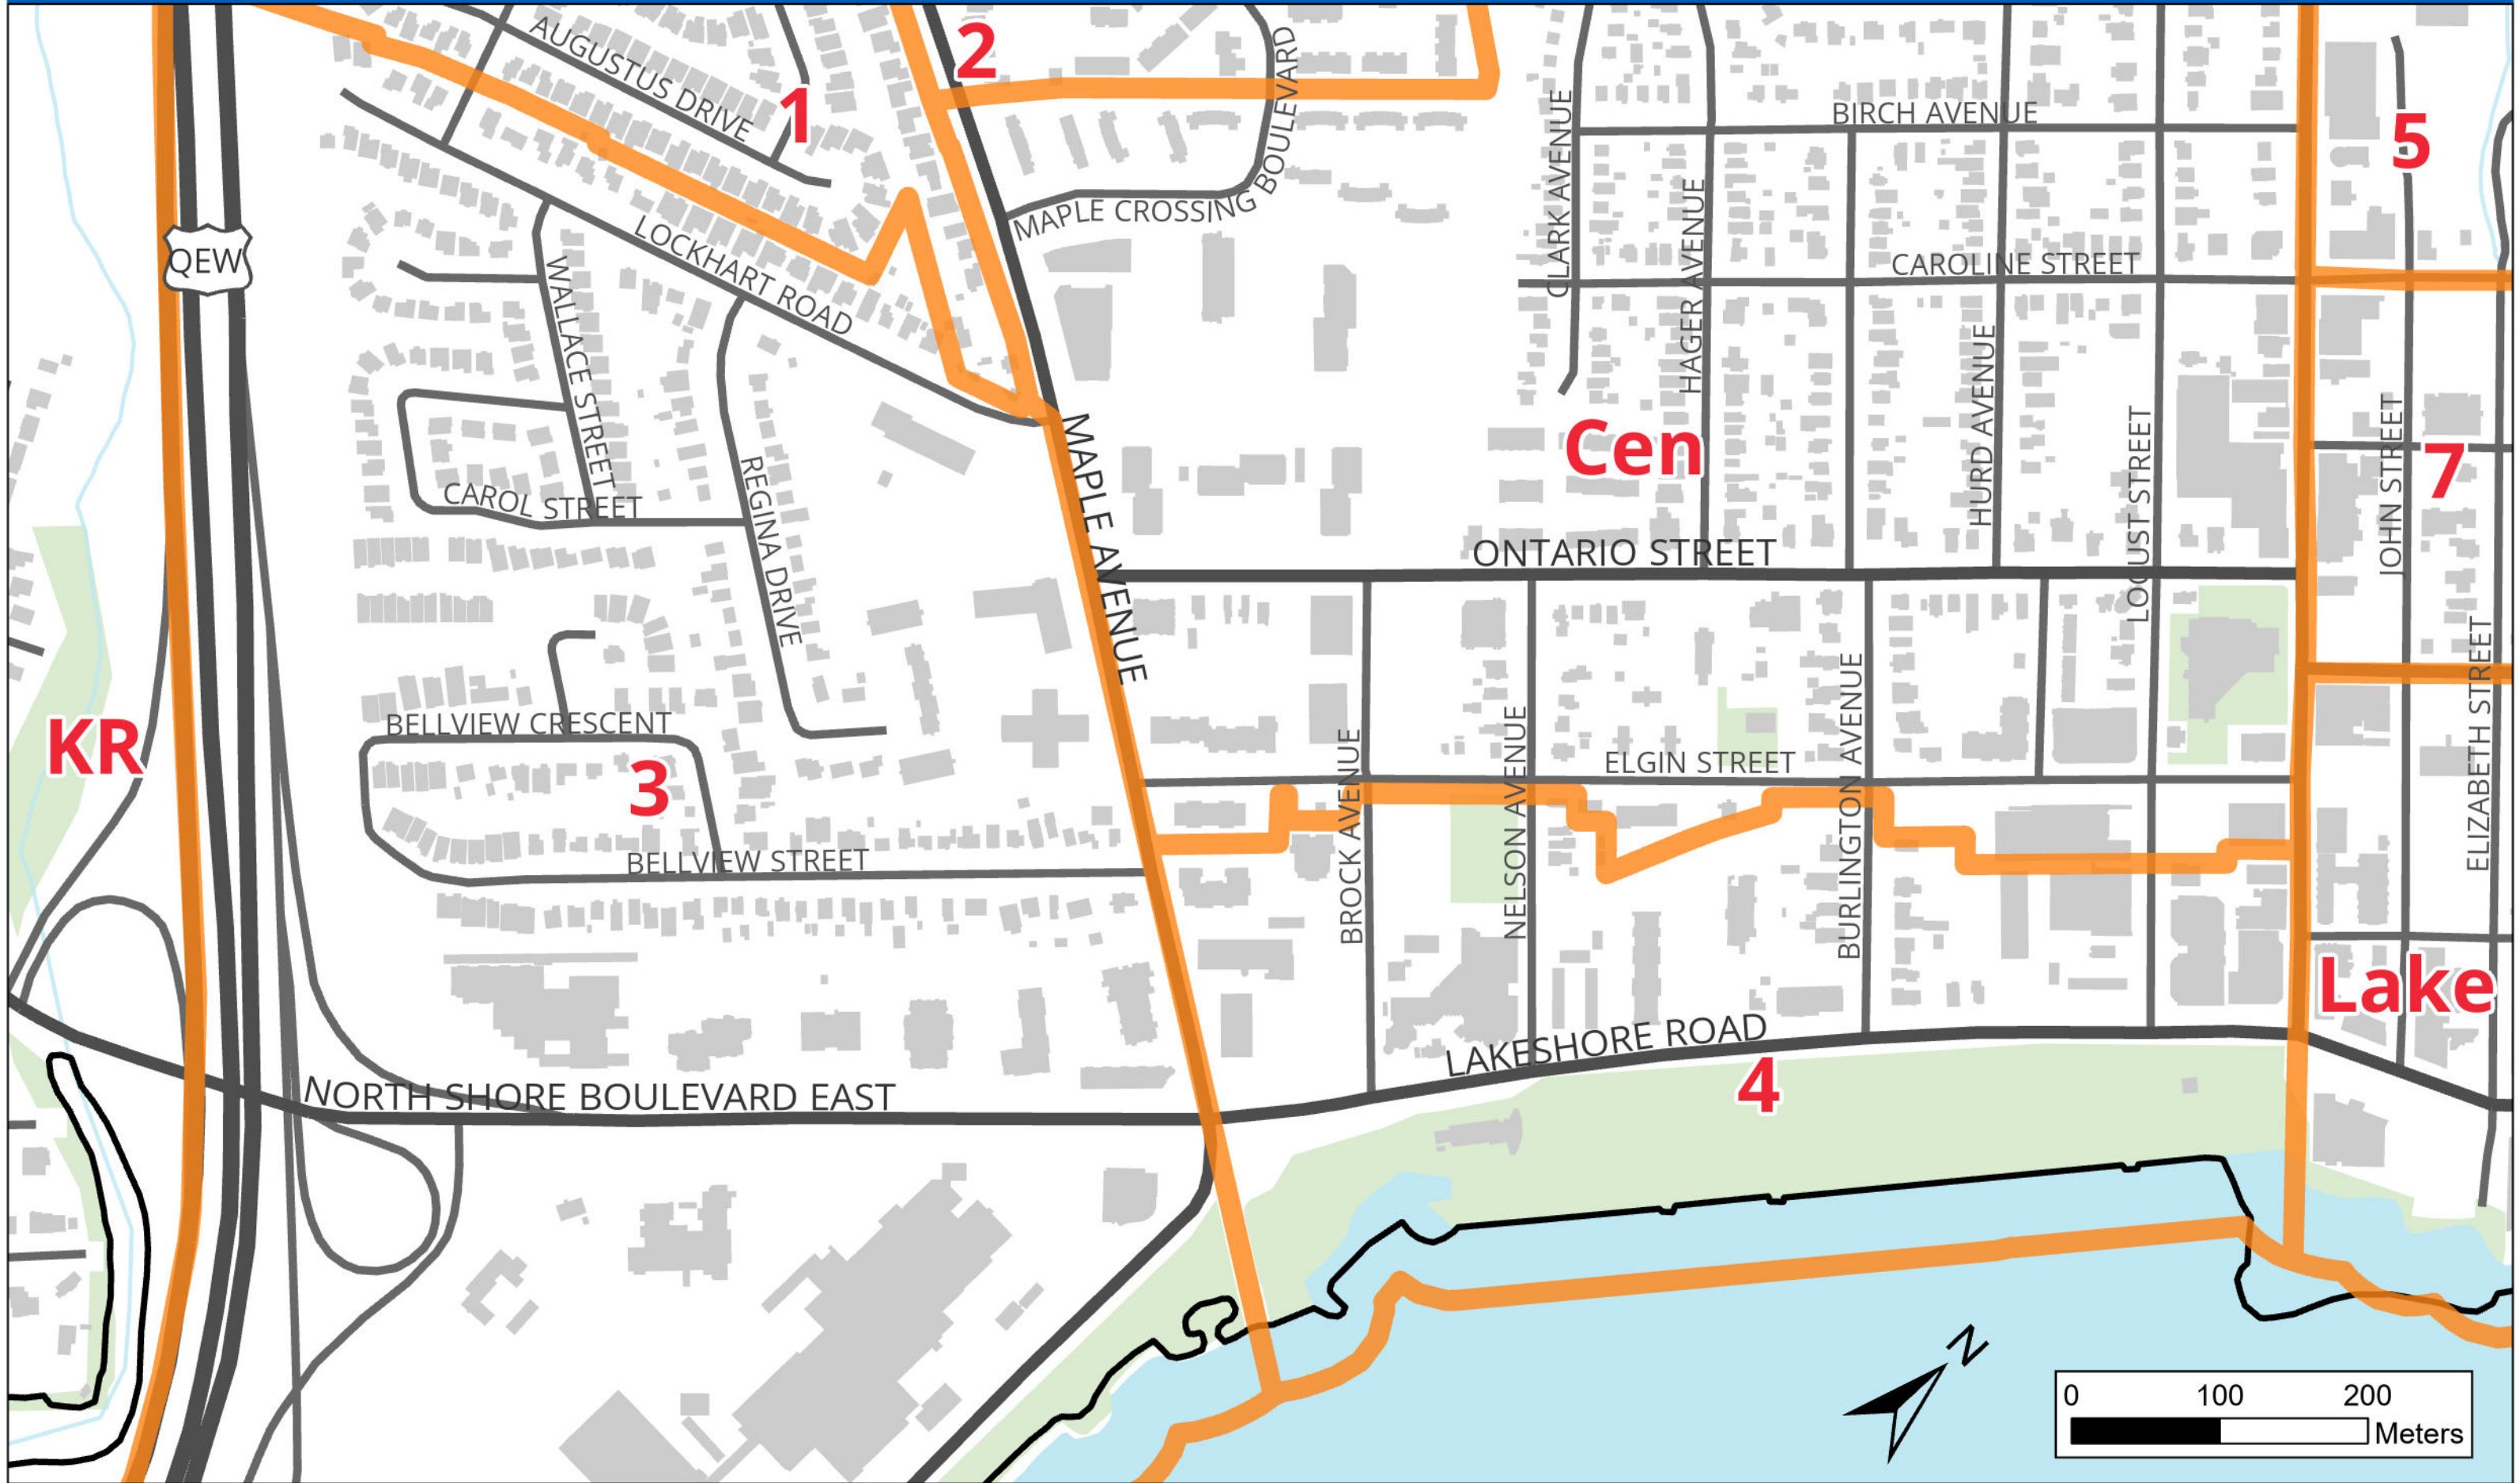 AUGUSTUS DRIVE
1
2
MAPLE CROSSING BOULEVARD
CLARK AVENUE
BIRCH AVENUE
5
QEW
LOCKHART ROAD
WALLACE STREET
HAGER AVENUE
CAROLINE STREET
HURD AVENUE
Cen
LOCUST STREET
JOHN STREET
7
CAROL STREET
REGINA DRIVE
MAPLE AVENUE
ONTARIO STREET
KR
BELLVIEW CRESCENT
3
BROCK AVENUE
NELSON AVENUE
ELGIN STREET
BURLINGTON AVENUE
ELIZABETH STREET
BELLVIEW STREET
Lake
LAKESHORE ROAD
4
NORTH SHORE BOULEVARD EAST
N
0 100 200
Meters